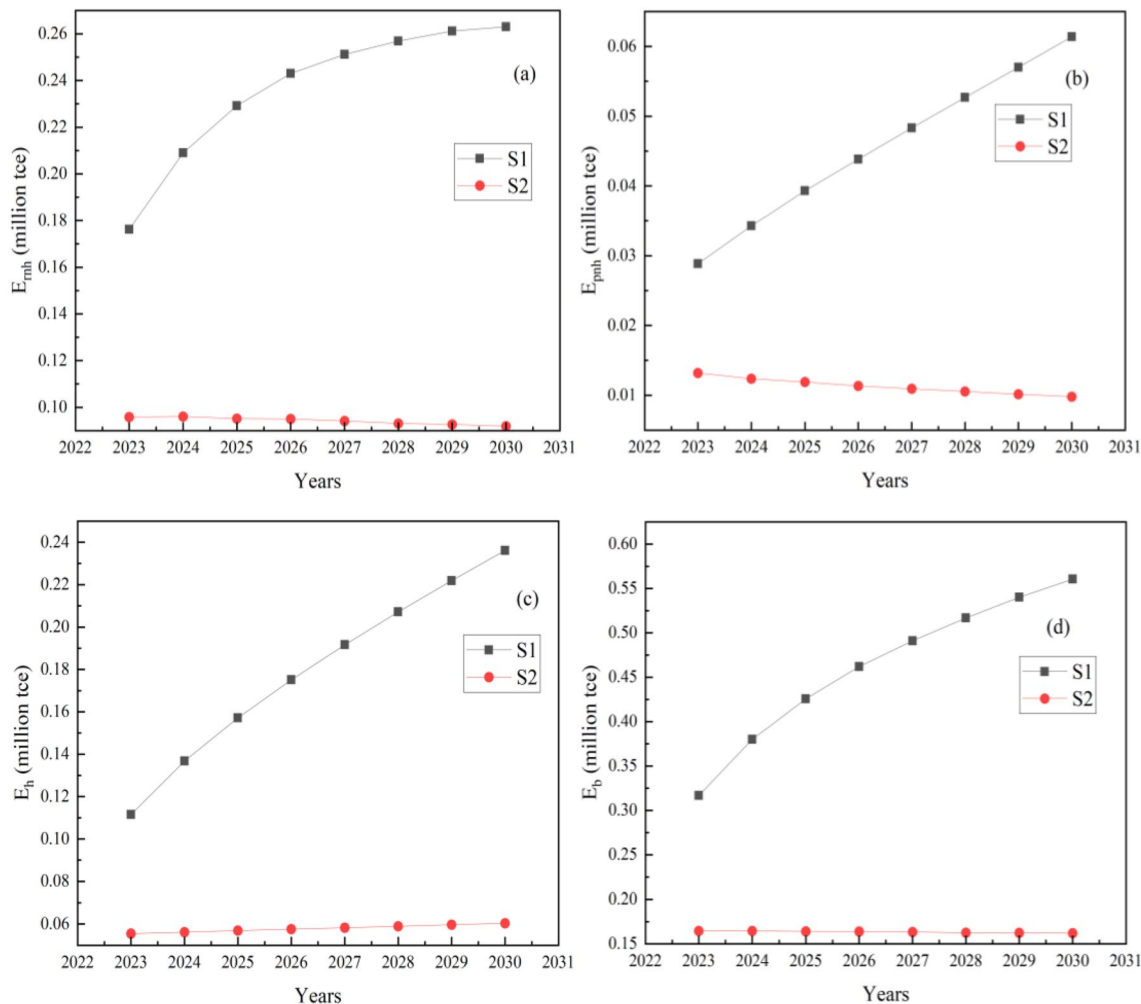 0.26
0.24
0.22
0.20
0.18
0.16
0.14
0.12
0.10
E_rnh (million tce)
(a)
S1
S2
2022 2023 2024 2025 2026 2027 2028 2029 2030 2031
Years
0.06
0.05
0.04
0.03
0.02
0.01
E_pnh (million tce)
(b)
S1
S2
2022 2023 2024 2025 2026 2027 2028 2029 2030 2031
Years
0.24
0.22
0.20
0.18
0.16
0.14
0.12
0.10
0.08
0.06
E_h (million tce)
(c)
S1
S2
2022 2023 2024 2025 2026 2027 2028 2029 2030 2031
Years
0.60
0.55
0.50
0.45
0.40
0.35
0.30
0.25
0.20
0.15
E_b (million tce)
(d)
S1
S2
2022 2023 2024 2025 2026 2027 2028 2029 2030 2031
Years